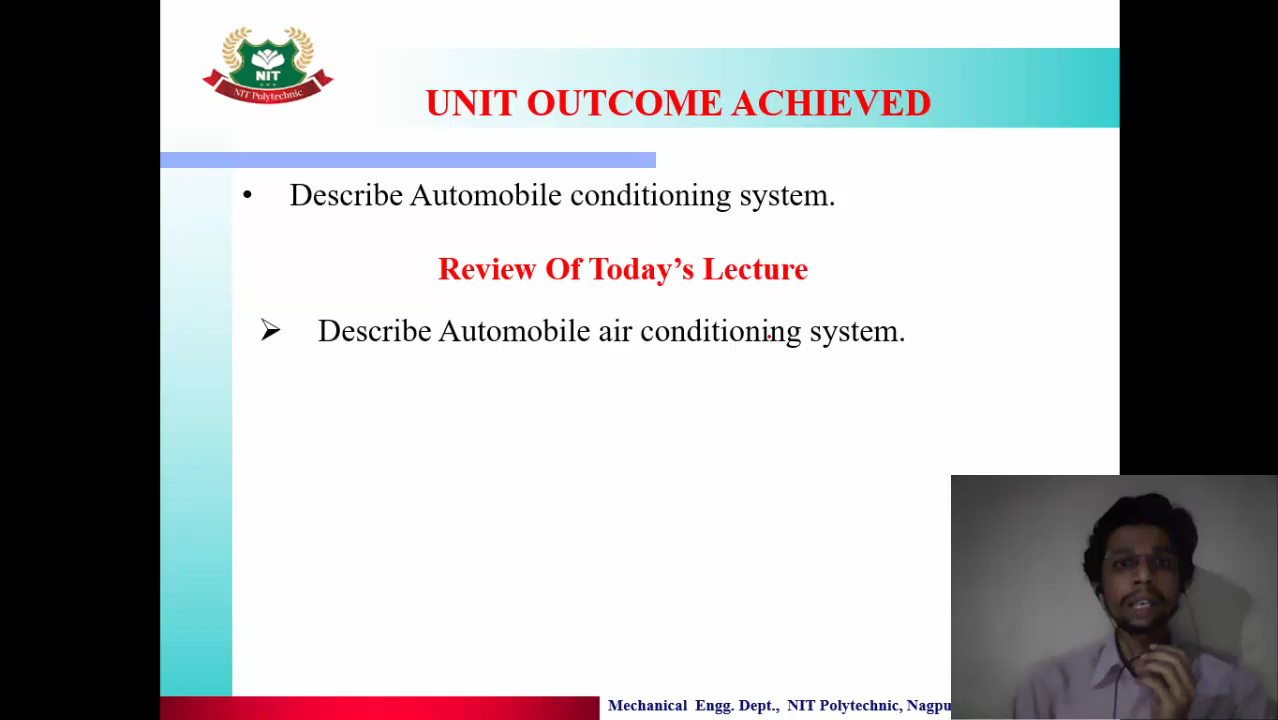 NIT
NIT Polytechnic
UNIT OUTCOME ACHIEVED
• Describe Automobile conditioning system.
Review Of Today’s Lecture
➢ Describe Automobile air conditioning system.
Mechanical Engg. Dept., NIT Polytechnic, Nagpu